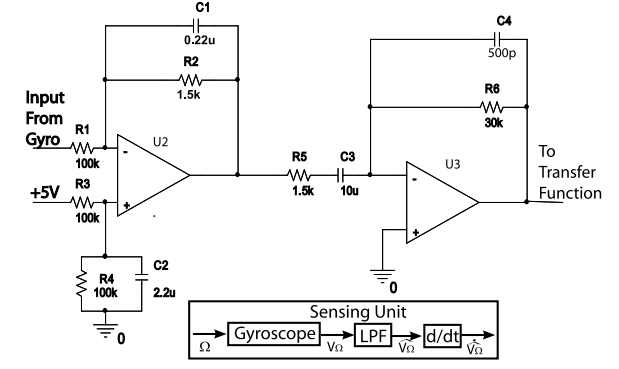 C1
0.22u
R2
1.5k
Input
From
Gyro
R1
100k
U2
-
+
+5V
R3
100k
R4
100k
C2
2.2u
0
R5
1.5k
C3
10u
C4
500p
R6
30k
U3
-
+
0
To
Transfer
Function
Sensing Unit
Ω Gyroscope VΩ LPF V̂Ω d/dt V̂̇Ω